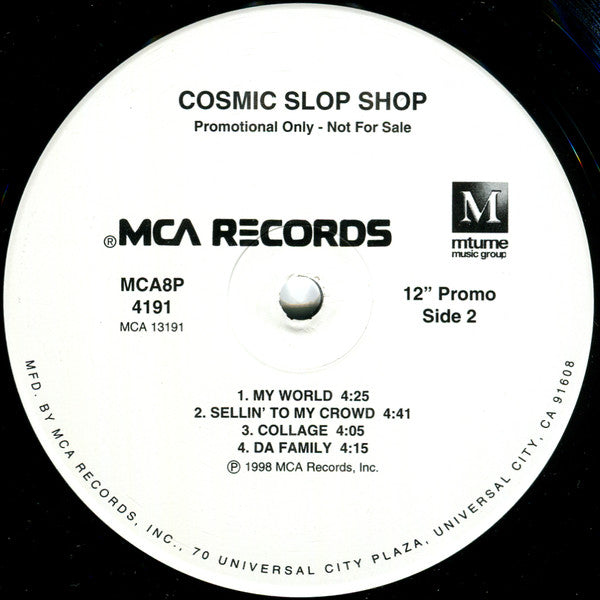 COSMIC SLOP SHOP
Promotional Only - Not For Sale
®MCA RECORDS
M
mtume
music group
MCA8P
4191
MCA 13191
12” Promo
Side 2
1. MY WORLD 4:25
2. SELLIN' TO MY CROWD 4:41
3. COLLAGE 4:05
4. DA FAMILY 4:15
℗ 1998 MCA Records, Inc.
MFD. BY MCA RECORDS, INC., 70 UNIVERSAL CITY PLAZA, UNIVERSAL CITY, CA 91608